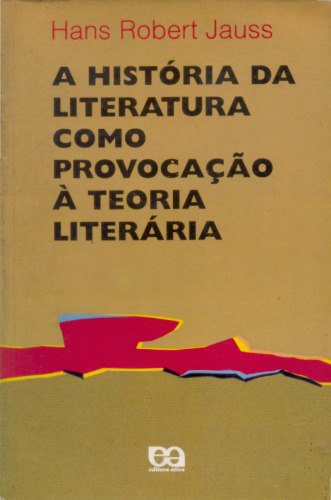 Hans Robert Jauss
A HISTÓRIA DA
LITERATURA
COMO
PROVOCAÇÃO
À TEORIA
LITERÁRIA
editora ática